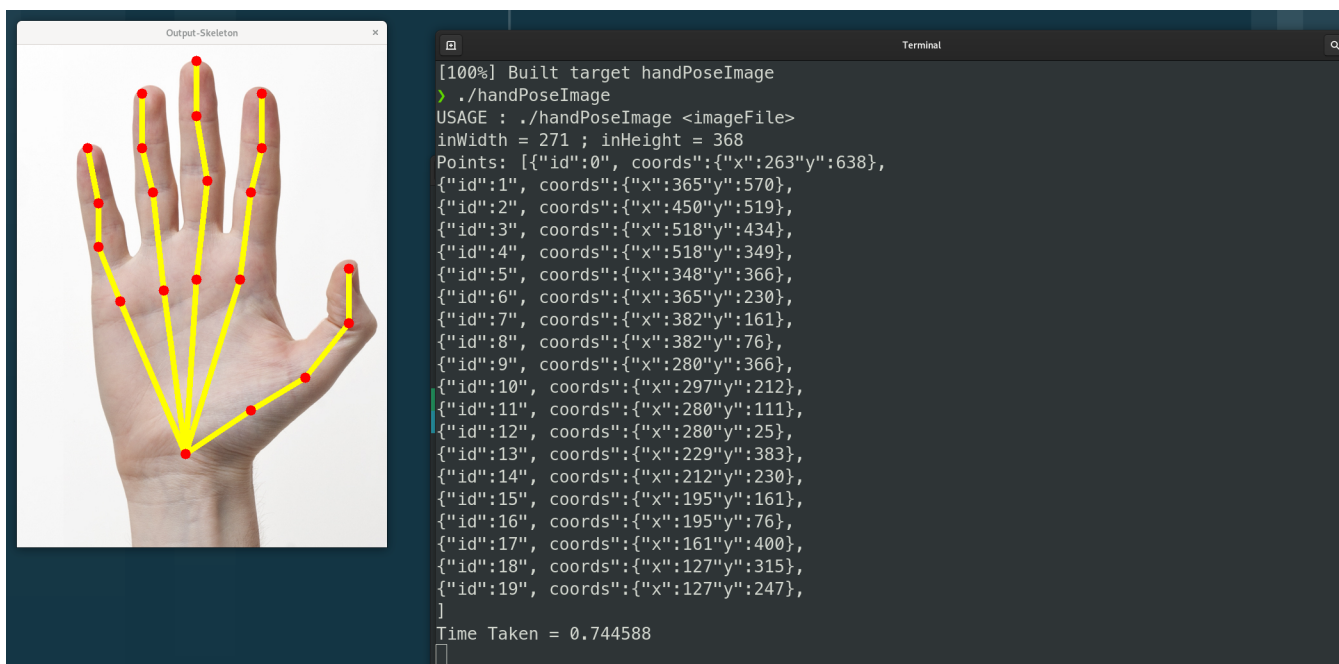 Output-Skeleton ×
Terminal
[100%] Built target handPoseImage
❯ ./handPoseImage
USAGE : ./handPoseImage <imageFile>
inWidth = 271 ; inHeight = 368
Points: [{"id":0", coords":{"x":263"y":638},
{"id":1", coords":{"x":365"y":570},
{"id":2", coords":{"x":450"y":519},
{"id":3", coords":{"x":518"y":434},
{"id":4", coords":{"x":518"y":349},
{"id":5", coords":{"x":348"y":366},
{"id":6", coords":{"x":365"y":230},
{"id":7", coords":{"x":382"y":161},
{"id":8", coords":{"x":382"y":76},
{"id":9", coords":{"x":280"y":366},
{"id":10", coords":{"x":297"y":212},
{"id":11", coords":{"x":280"y":111},
{"id":12", coords":{"x":280"y":25},
{"id":13", coords":{"x":229"y":383},
{"id":14", coords":{"x":212"y":230},
{"id":15", coords":{"x":195"y":161},
{"id":16", coords":{"x":195"y":76},
{"id":17", coords":{"x":161"y":400},
{"id":18", coords":{"x":127"y":315},
{"id":19", coords":{"x":127"y":247},
]
Time Taken = 0.744588